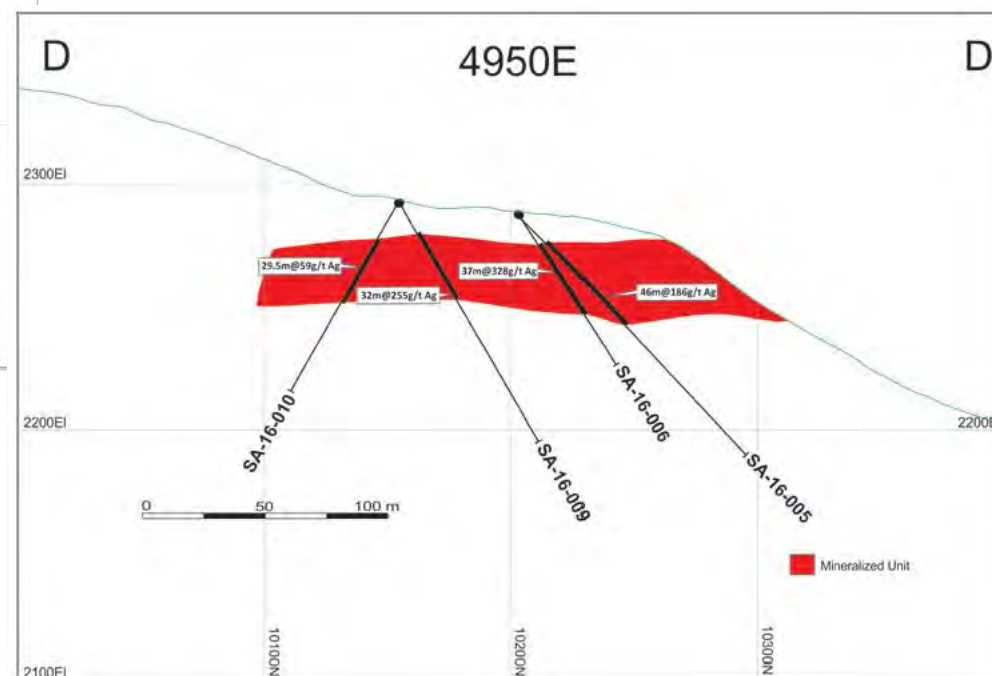 D
4950E
D
2300El
29.5m@59g/t Ag
37m@328g/t Ag
32m@255g/t Ag
46m@186g/t Ag
SA-16-010
SA-16-009
SA-16-006
SA-16-005
2200El
2200E
0 50 100 m
Mineralized Unit
10100N
10200N
10300N
2100El